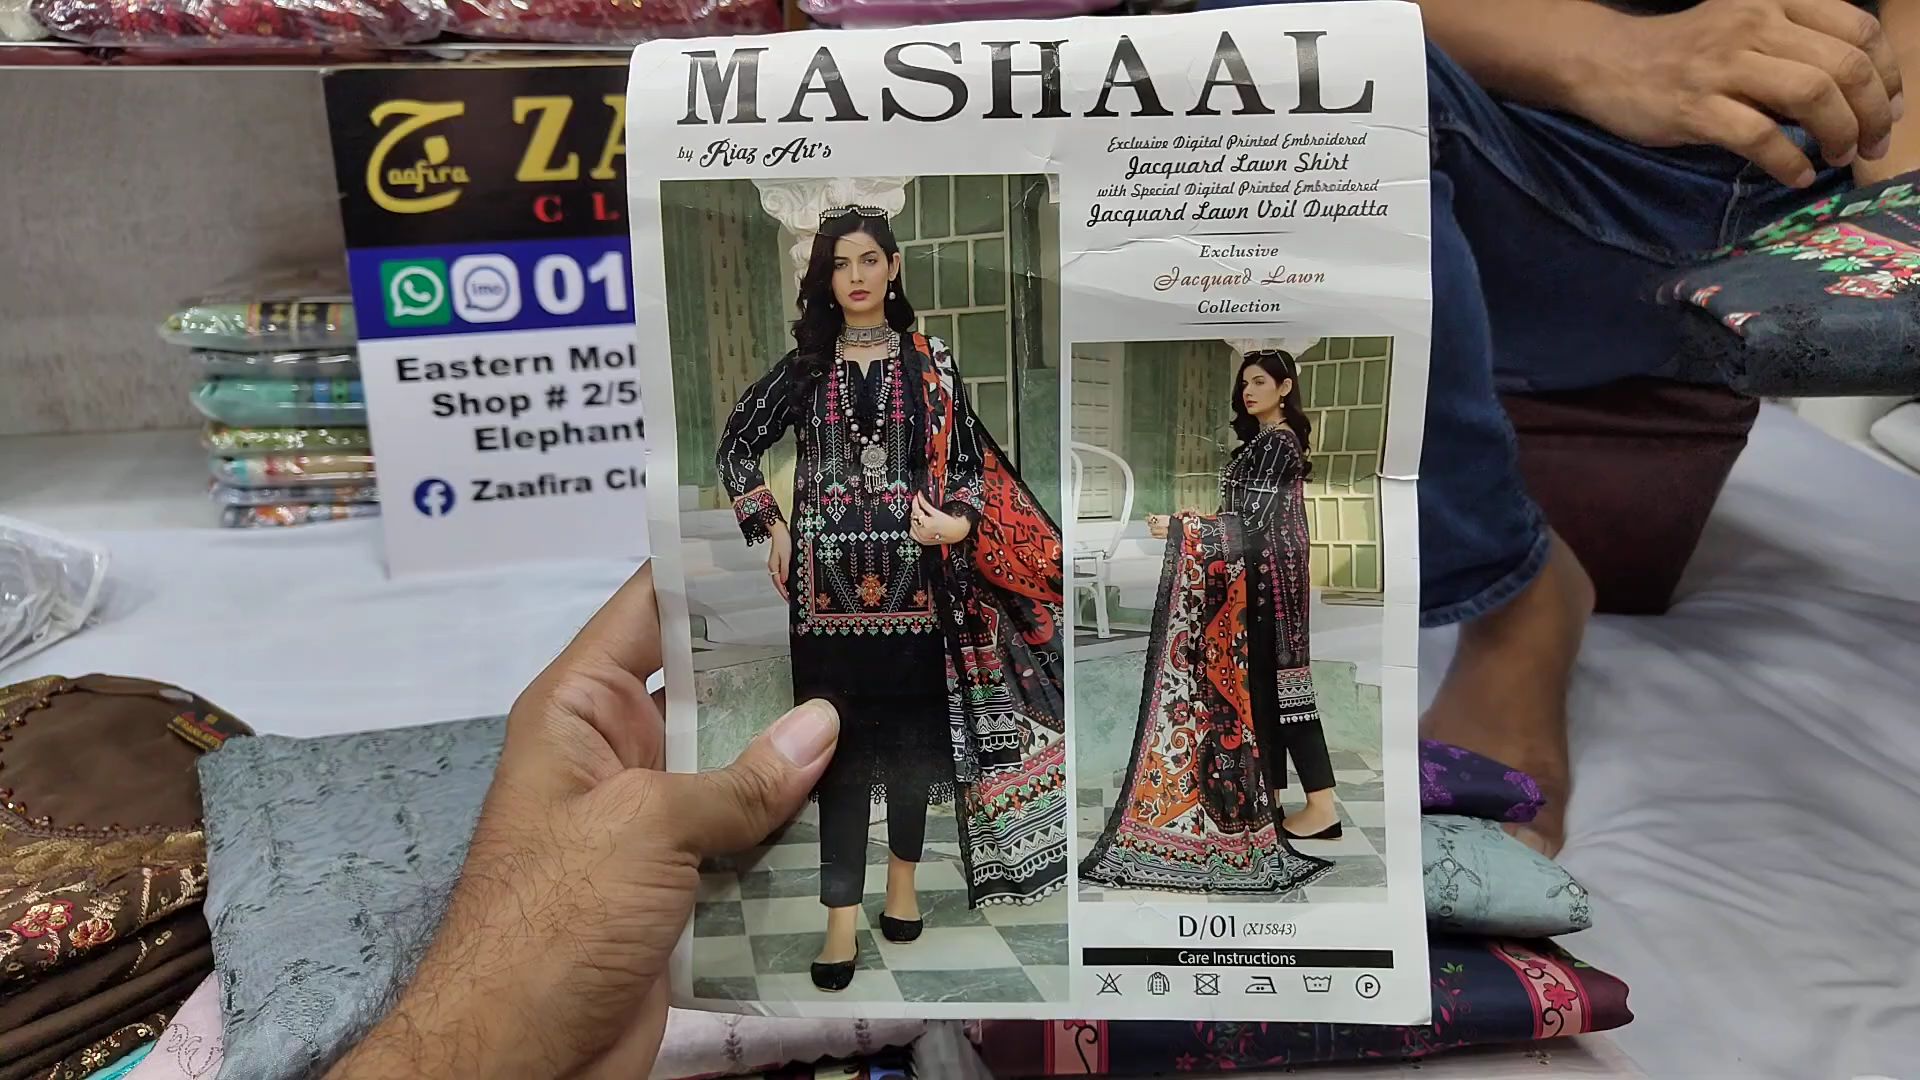 MASHAAL
by Riaz Art's
Exclusive Digital Printed Embroidered
Jacquard Lawn Shirt
with Special Digital Printed Embroidered
Jacquard Lawn Voil Dupatta
Exclusive
Jacquard Lawn
Collection
D/01 (X15843)
Care Instructions
P
aafira
ZA
CL
imo
01
Eastern Mol
Shop # 2/5
Elephant
Zaafira Cl